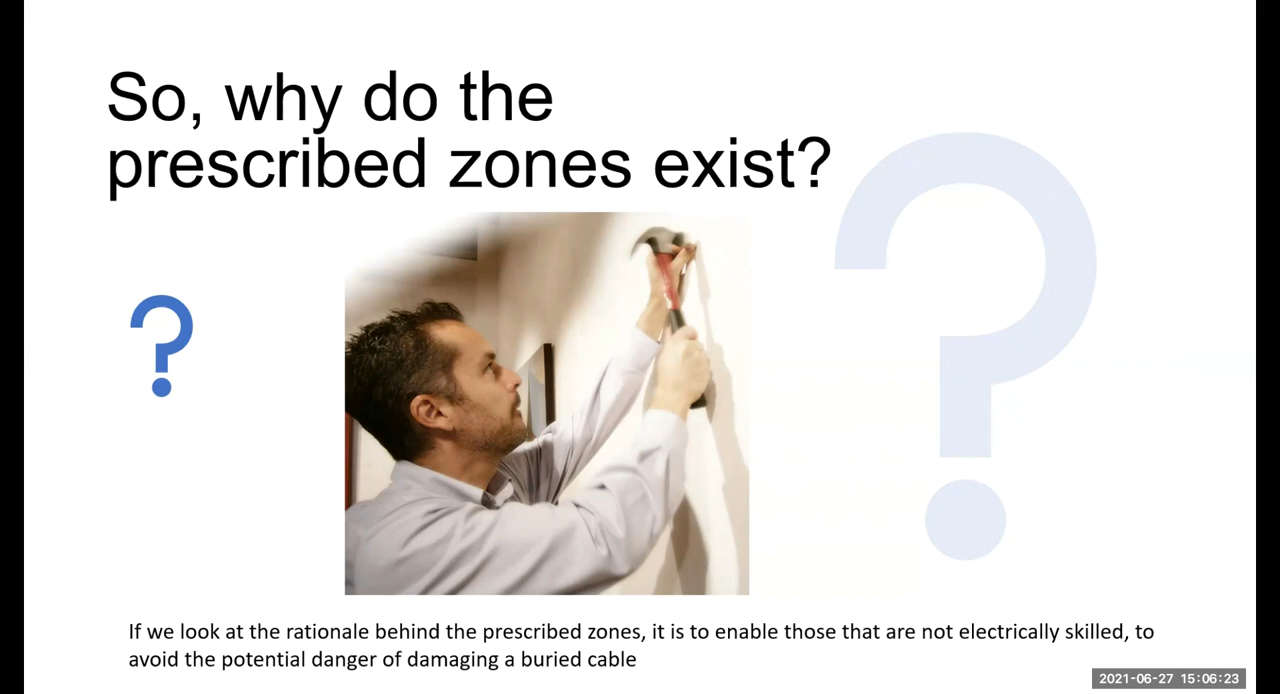 So, why do the
prescribed zones exist?
?
?
If we look at the rationale behind the prescribed zones, it is to enable those that are not electrically skilled, to
avoid the potential danger of damaging a buried cable
2021-06-27 15:06:23